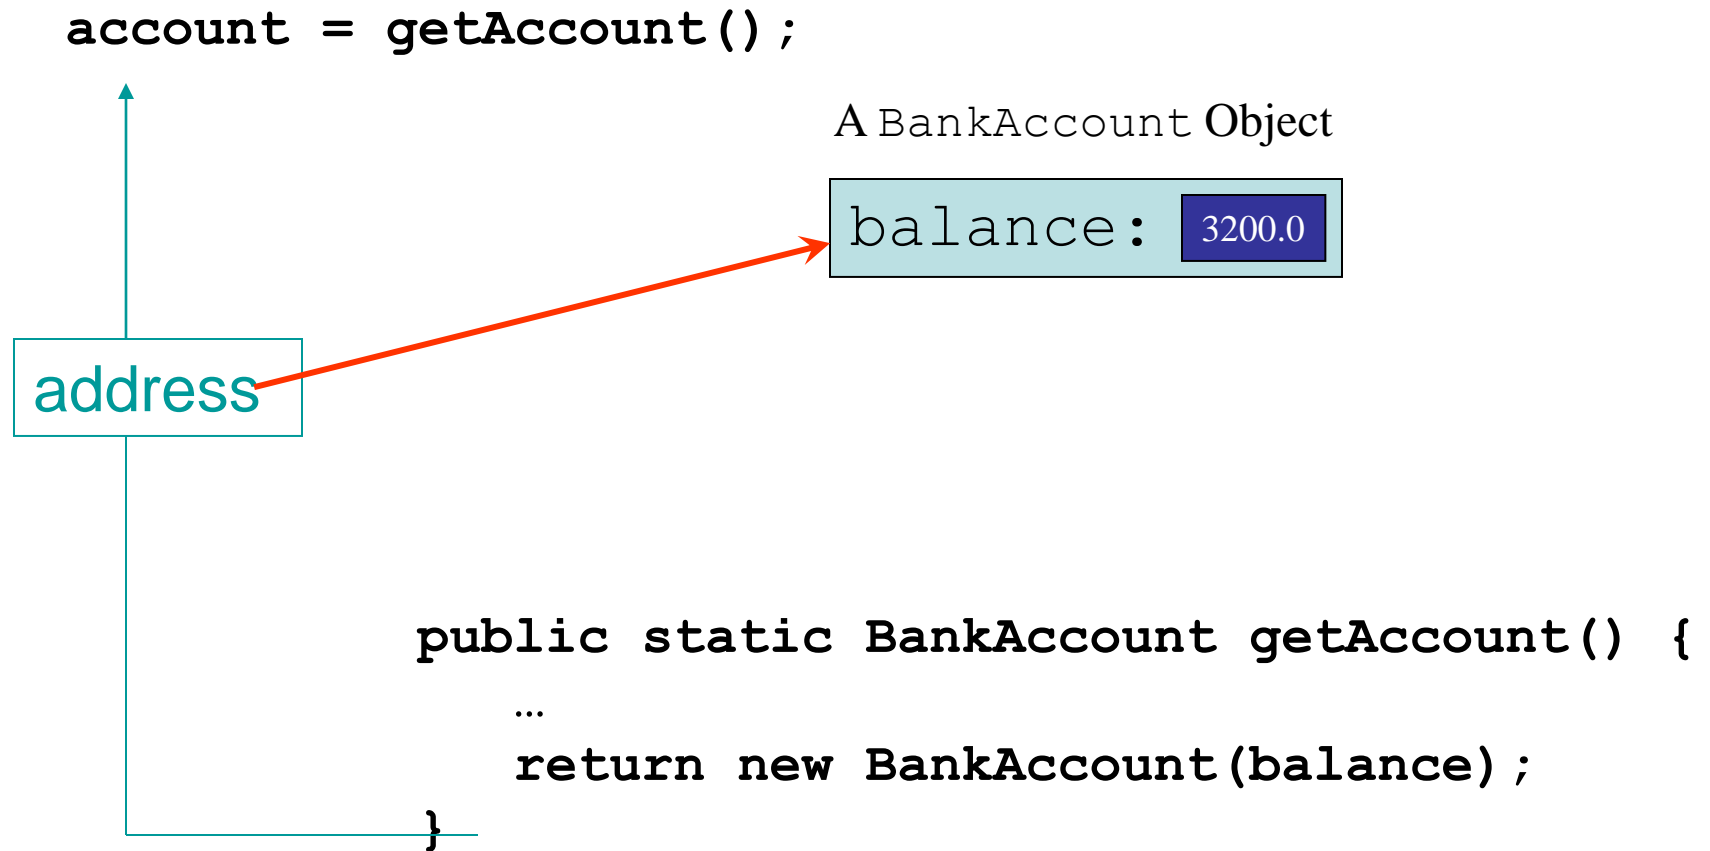 account = getAccount();
A BankAccount Object
balance: 3200.0
address
public static BankAccount getAccount() {
…
return new BankAccount(balance);
}